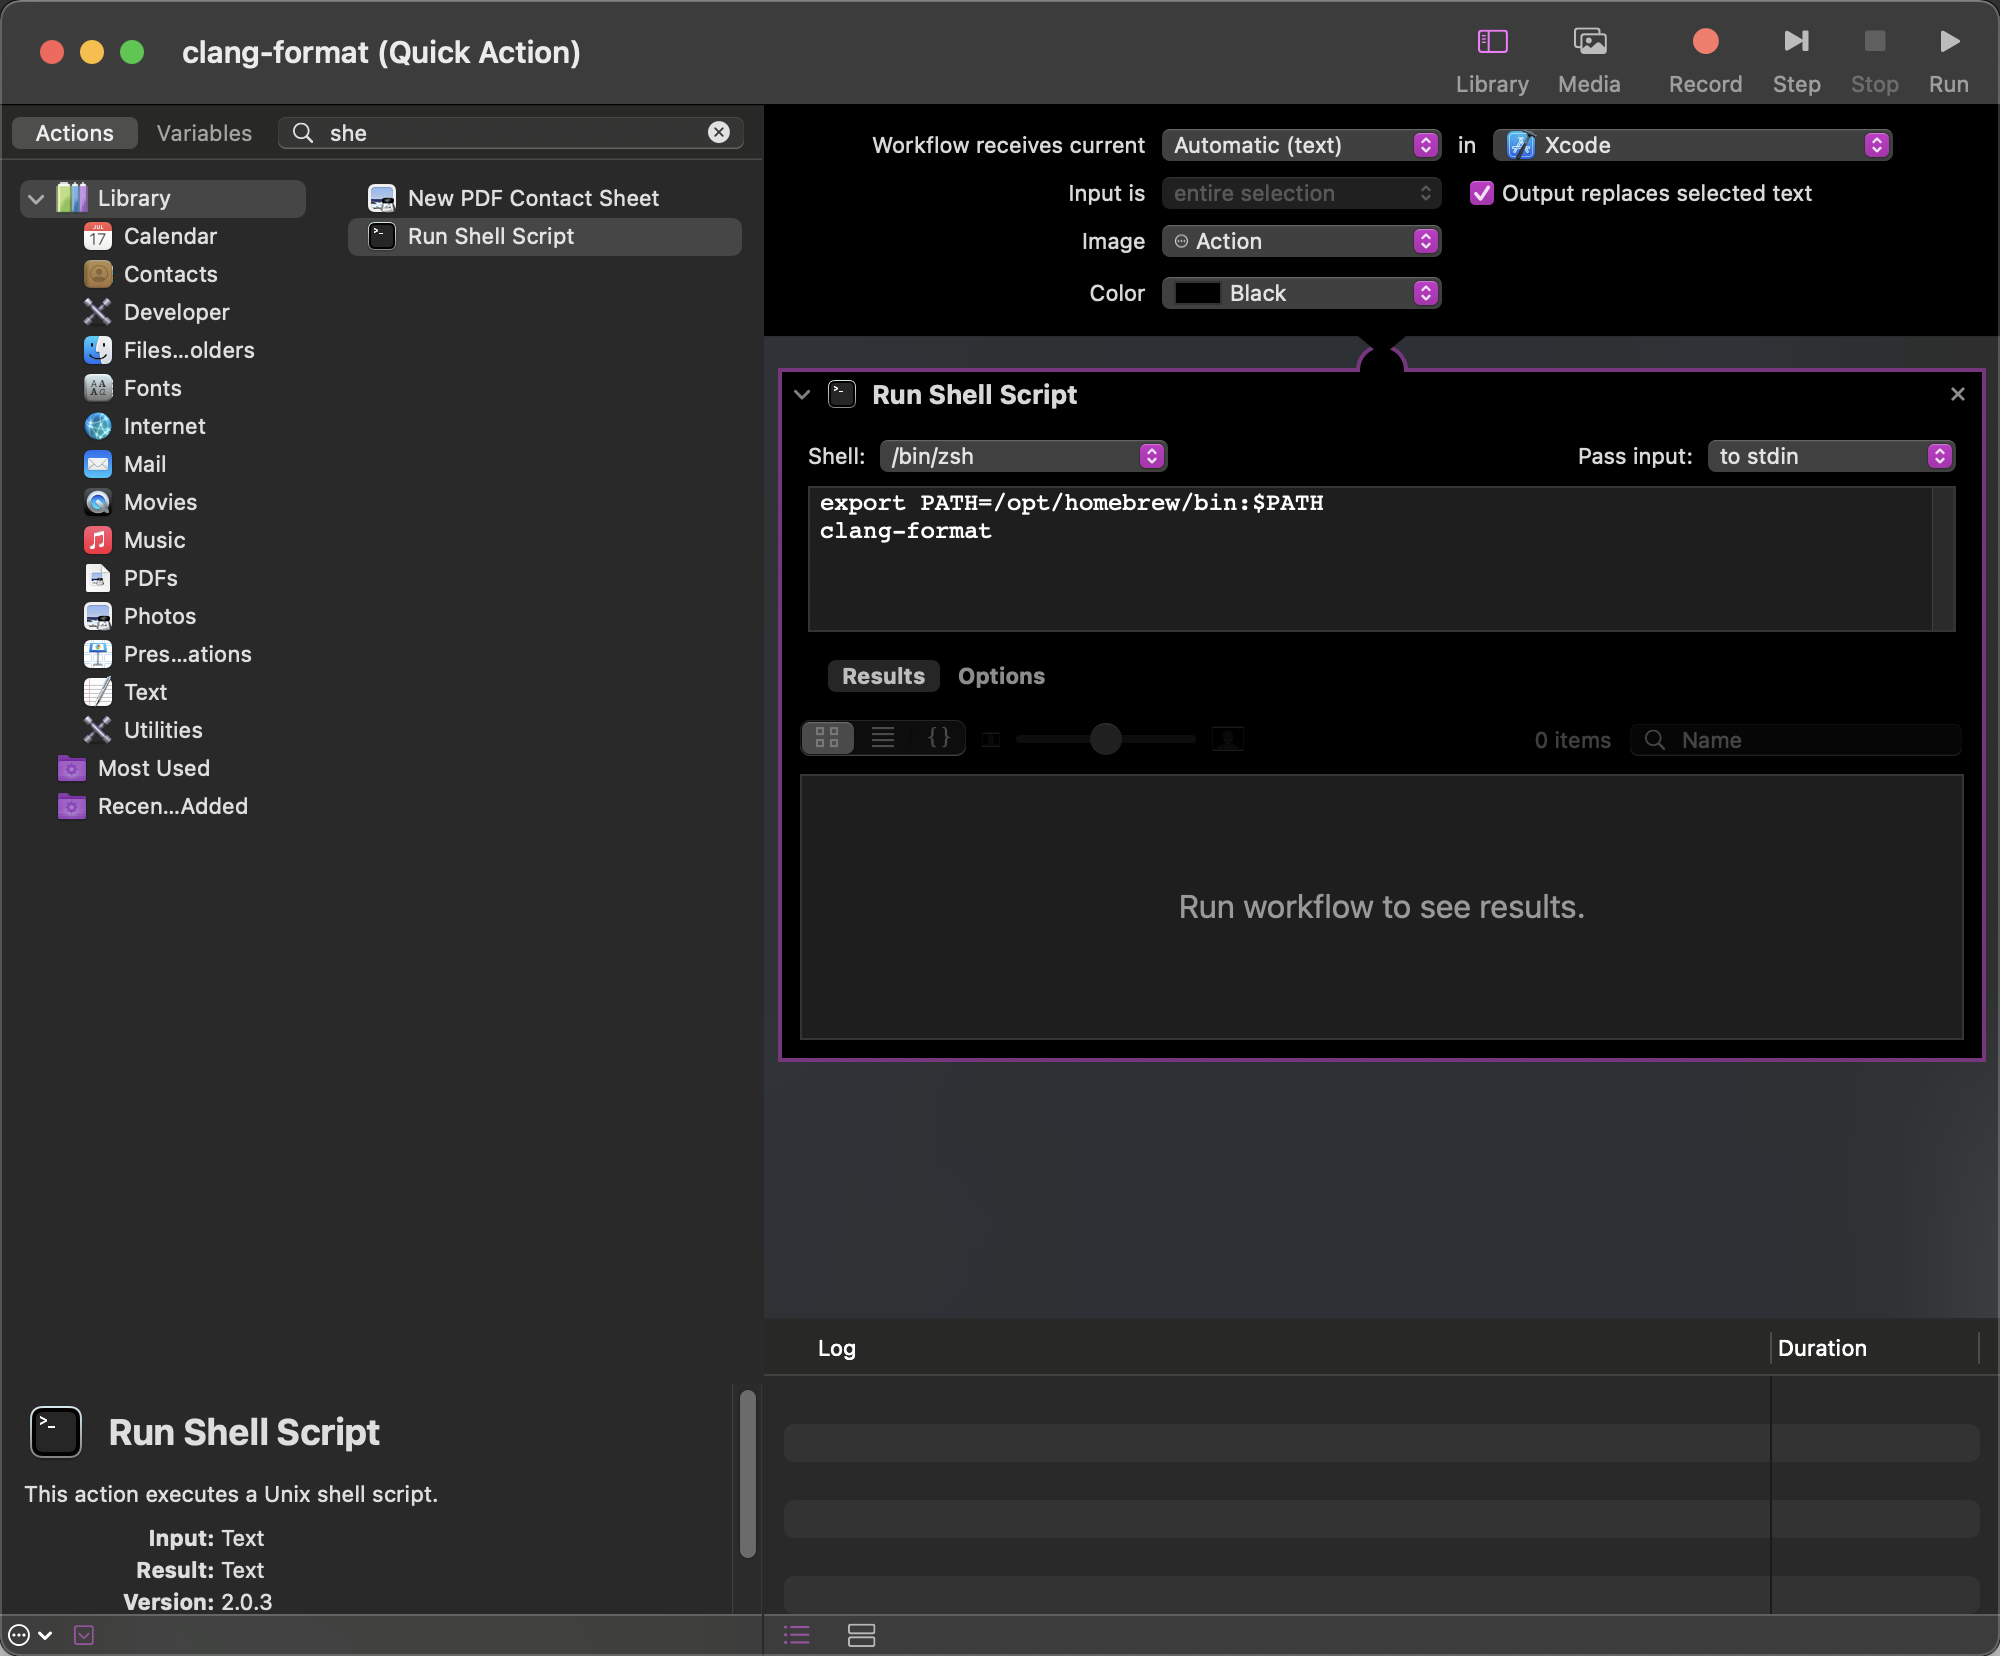 clang-format (Quick Action)
Library
Media
Record
Step
Stop
Run
Actions
Variables
she
Library
JUL
17
Calendar
Contacts
Developer
Files...olders
Fonts
Internet
Mail
Movies
Music
PDFs
Photos
Pres...ations
Text
Utilities
Most Used
Recen...Added
New PDF Contact Sheet
Run Shell Script
Workflow receives current Automatic (text) in Xcode
Input is entire selection Output replaces selected text
Image Action
Color Black
Run Shell Script
Shell: /bin/zsh Pass input: to stdin
export PATH=/opt/homebrew/bin:$PATH
clang-format
Results Options
{} 0 items Name
Run workflow to see results.
Log Duration
Run Shell Script
This action executes a Unix shell script.
Input: Text
Result: Text
Version: 2.0.3